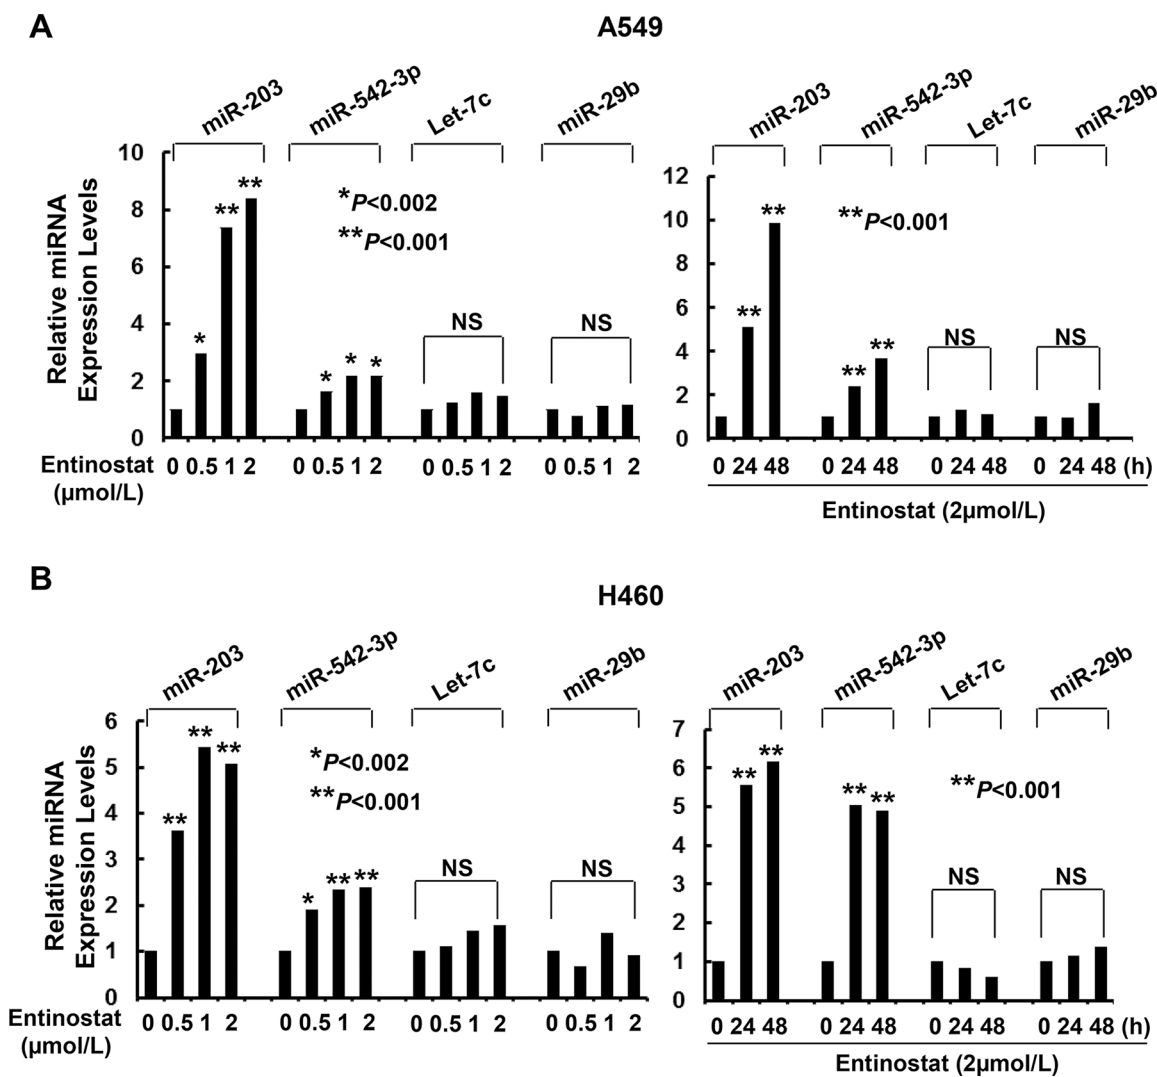 A
A549
miR-203 miR-542-3p Let-7c miR-29b
Relative miRNA
Expression Levels
10
8
6
4
2
0
** ** * * * *
*P<0.002
**P<0.001
NS NS
Entinostat 0 0.5 1 2 0 0.5 1 2 0 0.5 1 2 0 0.5 1 2
(µmol/L)
miR-203 miR-542-3p Let-7c miR-29b
12
10
8
6
4
2
0
** ** ** **
**P<0.001
NS NS
0 24 48 0 24 48 0 24 48 0 24 48 (h)
Entinostat (2µmol/L)
B
H460
miR-203 miR-542-3p Let-7c miR-29b
Relative miRNA
Expression Levels
6
5
4
3
2
1
0
** ** ** * ** **
*P<0.002
**P<0.001
NS NS
Entinostat 0 0.5 1 2 0 0.5 1 2 0 0.5 1 2 0 0.5 1 2
(µmol/L)
miR-203 miR-542-3p Let-7c miR-29b
7
6
5
4
3
2
1
0
** ** ** **
**P<0.001
NS NS
0 24 48 0 24 48 0 24 48 0 24 48 (h)
Entinostat (2µmol/L)